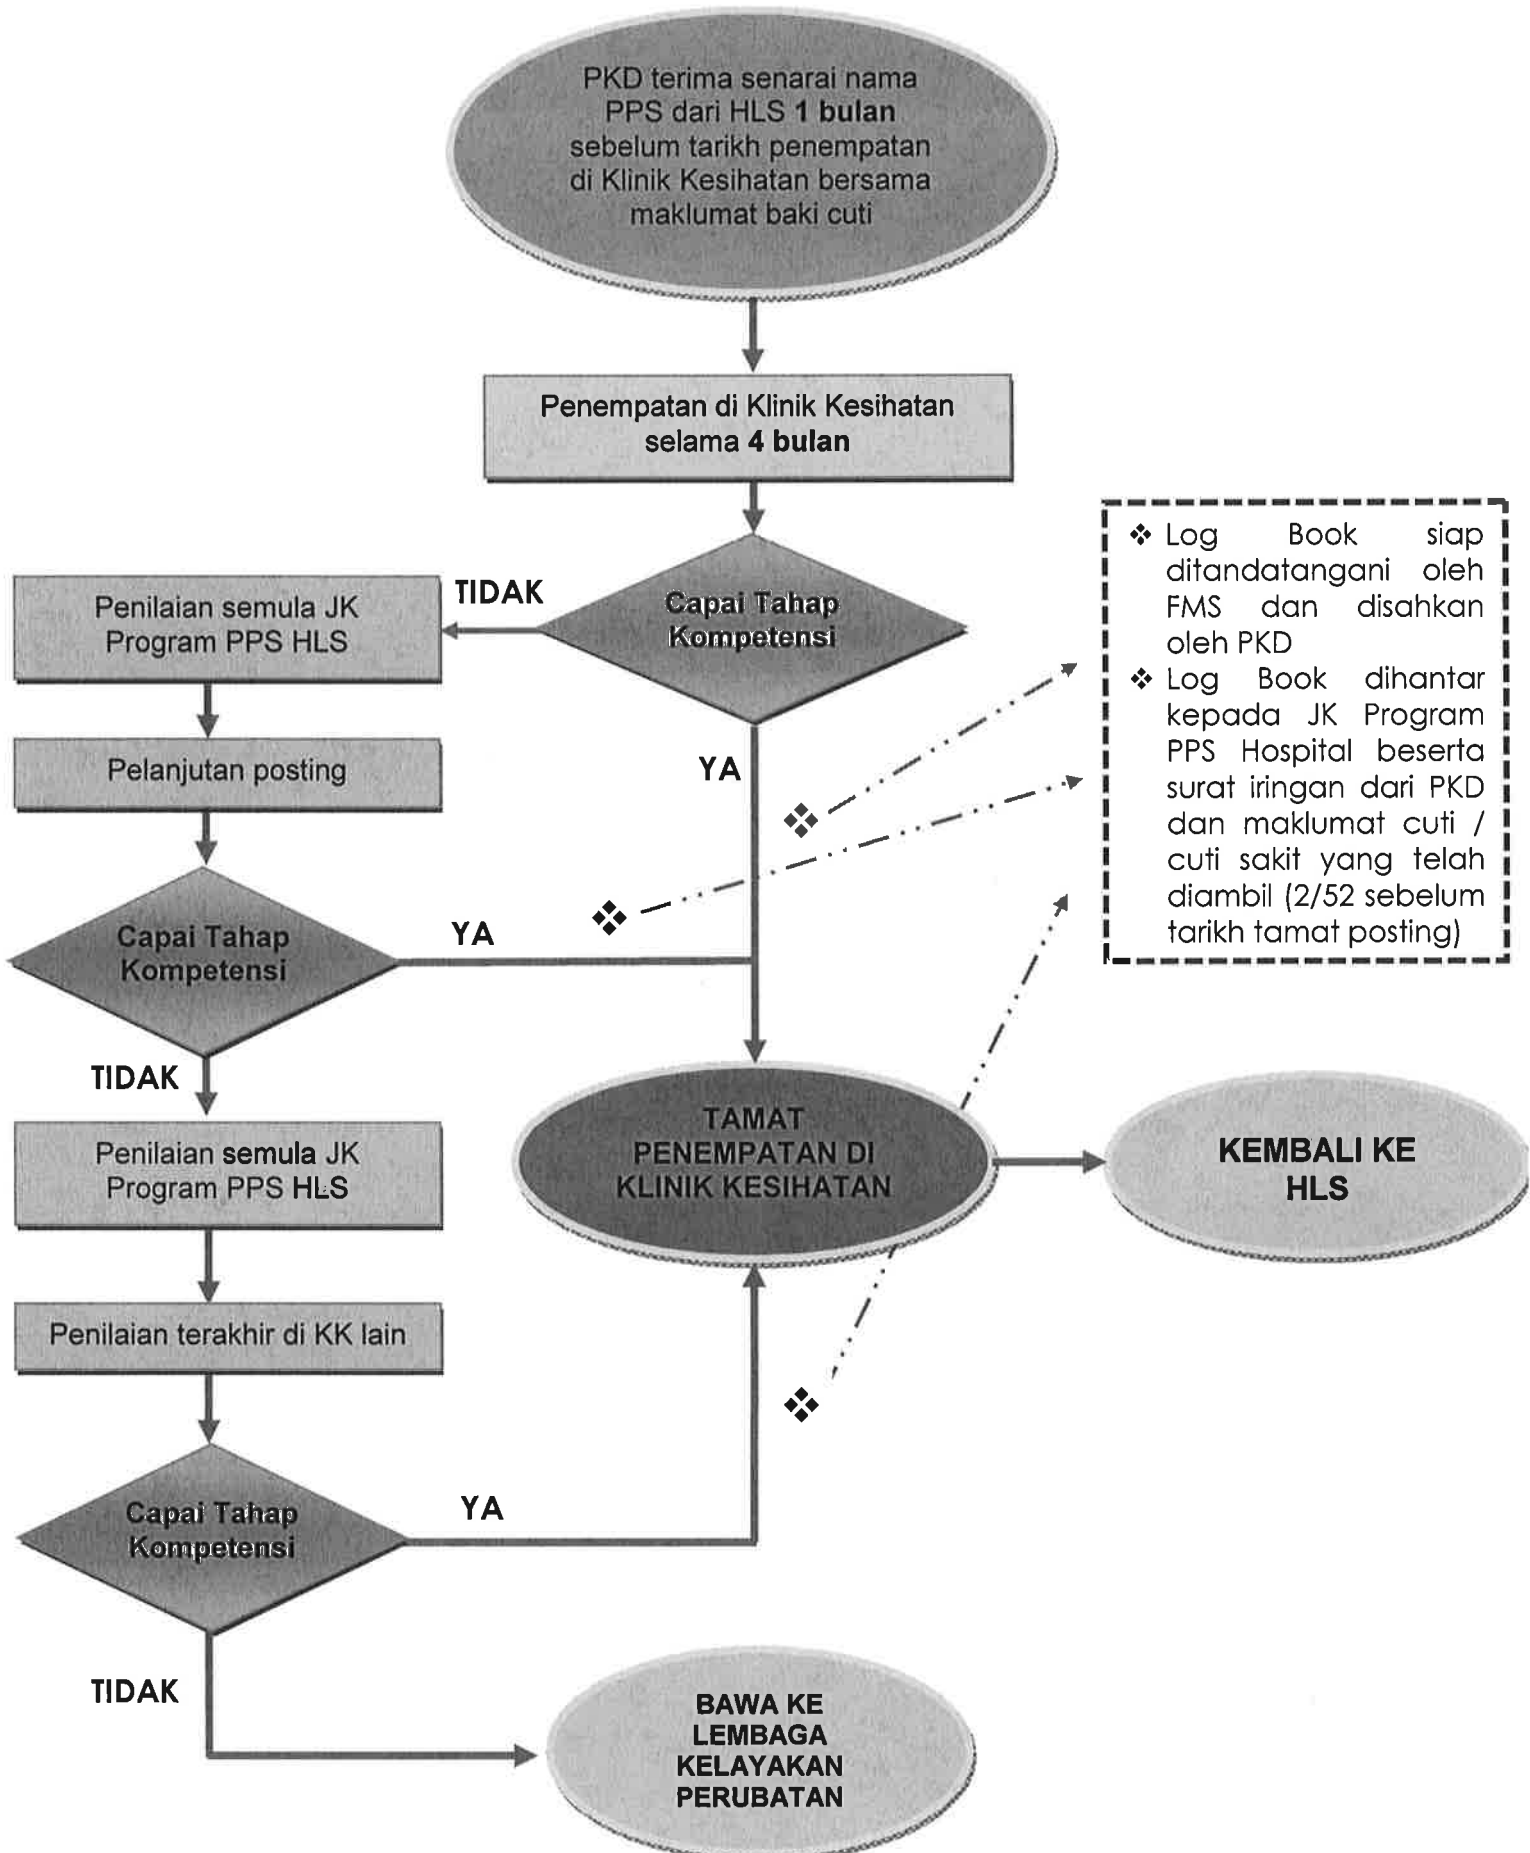 PKD terima senarai nama
PPS dari HLS 1 bulan
sebelum tarikh penempatan
di Klinik Kesihatan bersama
maklumat baki cuti
Penempatan di Klinik Kesihatan
selama 4 bulan
Capai Tahap
Kompetensi
TIDAK
Penilaian semula JK
Program PPS HLS
Pelanjutan posting
YA
❖ Log Book siap
ditandatangani oleh
FMS dan disahkan
oleh PKD
❖ Log Book dihantar
kepada JK Program
PPS Hospital beserta
surat iringan dari PKD
dan maklumat cuti /
cuti sakit yang telah
diambil (2/52 sebelum
tarikh tamat posting)
Capai Tahap
Kompetensi
YA
TIDAK
Penilaian semula JK
Program PPS HLS
TAMAT
PENEMPATAN DI
KLINIK KESIHATAN
KEMBALI KE
HLS
Penilaian terakhir di KK lain
Capai Tahap
Kompetensi
YA
TIDAK
BAWA KE
LEMBAGA
KELAYAKAN
PERUBATAN